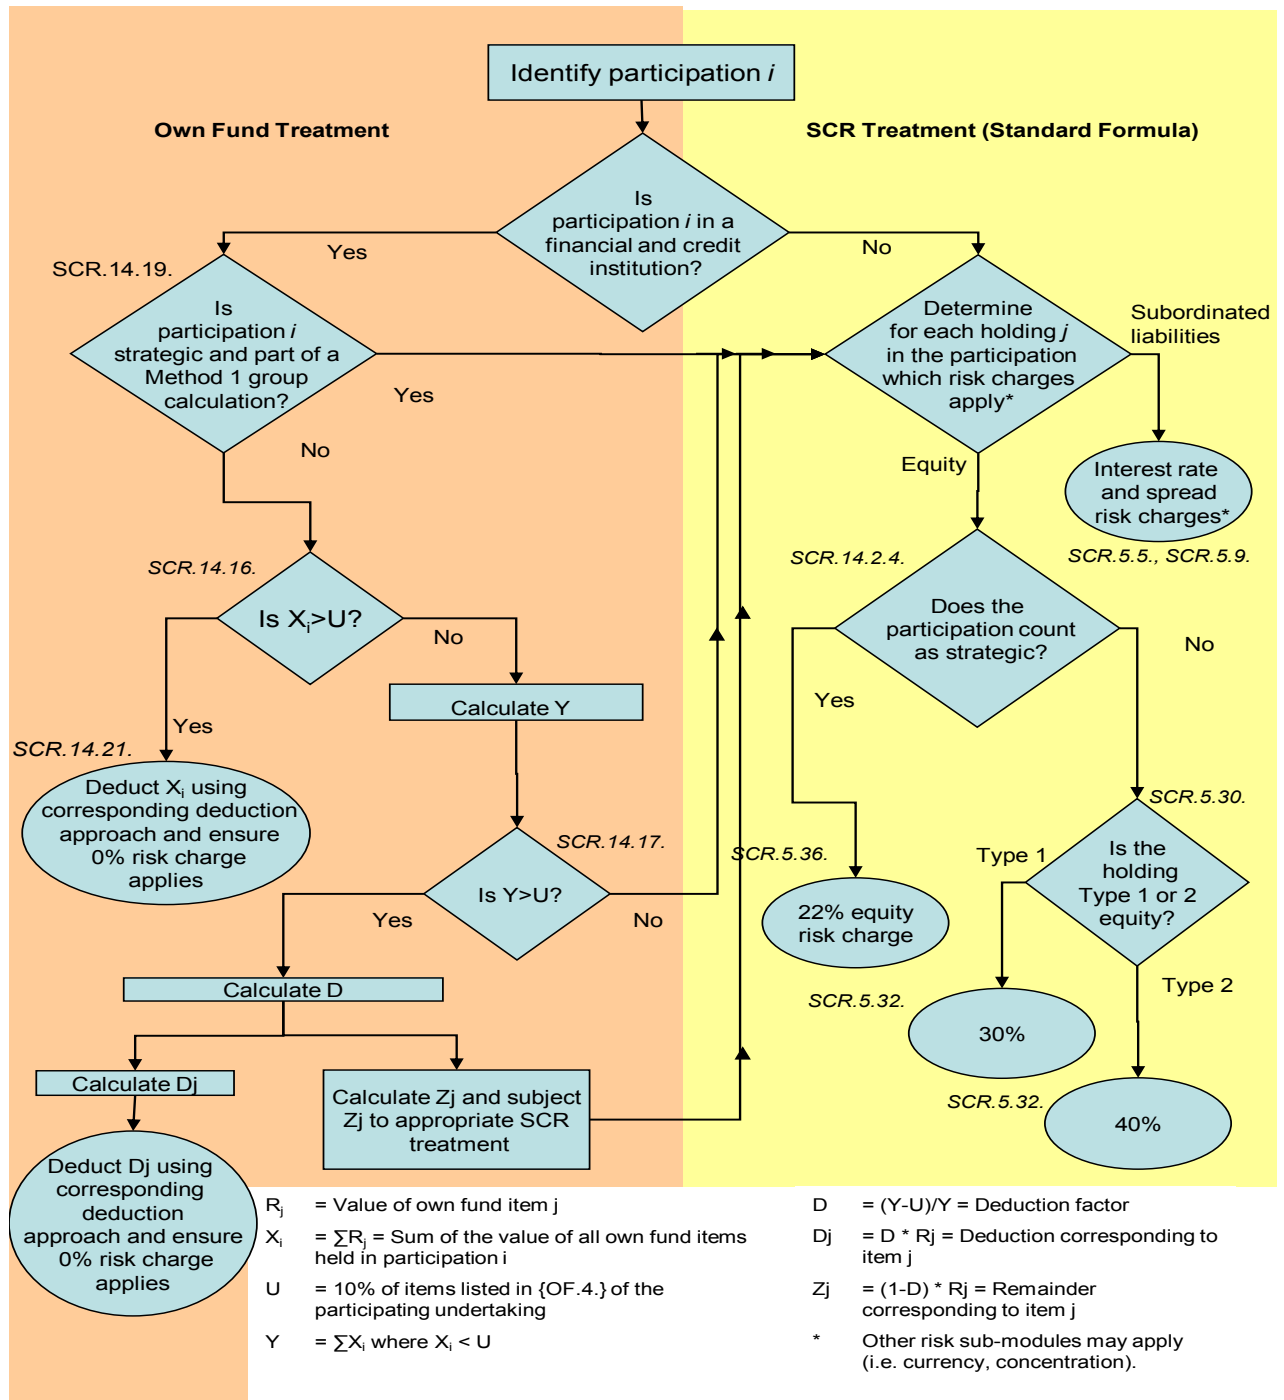 Identify participation i
Own Fund Treatment
SCR Treatment (Standard Formula)
Is
participation i in a
financial and credit
institution?
Yes
No
SCR.14.19.
Is
participation i
strategic and part of a
Method 1 group
calculation?
Yes
No
Determine
for each holding j
in the participation
which risk charges
apply*
Subordinated
liabilities
Equity
Interest rate
and spread
risk charges*
SCR.5.5., SCR.5.9.
SCR.14.16.
Is Xi>U?
No
Yes
SCR.14.2.4.
Does the
participation count
as strategic?
No
Yes
Calculate Y
SCR.14.21.
Deduct Xi using
corresponding deduction
approach and ensure
0% risk charge
applies
SCR.14.17.
Is Y>U?
Yes
No
SCR.5.36.
22% equity
risk charge
SCR.5.30.
Type 1
Is the
holding
Type 1 or 2
equity?
Type 2
SCR.5.32.
30%
SCR.5.32.
40%
Calculate D
Calculate Dj
Calculate Zj and subject
Zj to appropriate SCR
treatment
Deduct Dj using
corresponding
deduction
approach and ensure
0% risk charge
applies
Rj = Value of own fund item j
Xi = ∑Rj = Sum of the value of all own fund items
held in participation i
U = 10% of items listed in {OF.4.} of the
participating undertaking
Y = ∑Xi where Xi < U
D = (Y-U)/Y = Deduction factor
Dj = D * Rj = Deduction corresponding to
item j
Zj = (1-D) * Rj = Remainder
corresponding to item j
* Other risk sub-modules may apply
(i.e. currency, concentration).